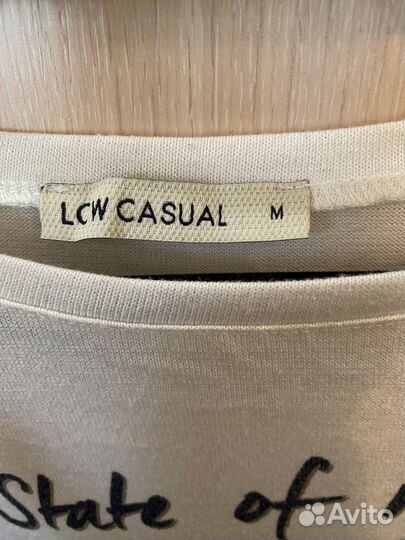 LCW CASUAL M
State of
Avito